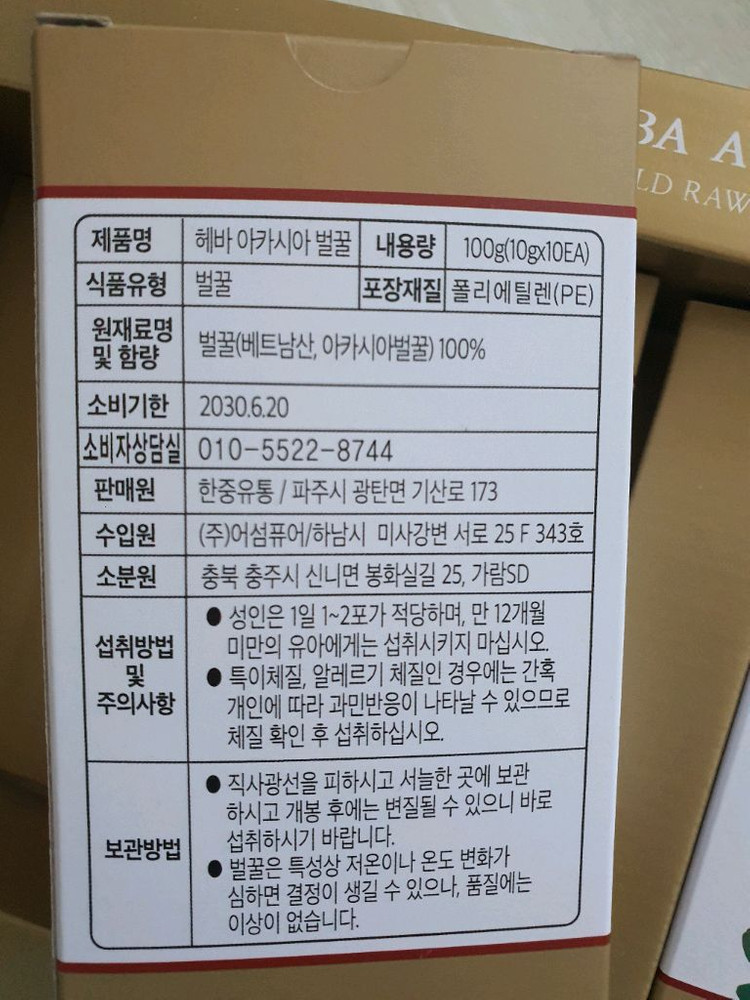 BA A
LD RAW
제품명 헤바 아카시아 벌꿀 내용량 100g(10gx10EA)
식품유형 벌꿀 포장재질 폴리에틸렌(PE)
원재료명
및 함량
벌꿀(베트남산, 아카시아벌꿀) 100%
소비기한 2030.6.20
소비자상담실 010-5522-8744
판매원 한중유통 / 파주시 광탄면 기산로 173
수입원 (주)어섬퓨어/하남시 미사강변 서로 25 F 343호
소분원 충북 충주시 신니면 봉화실길 25, 가람SD
섭취방법
및
주의사항
● 성인은 1일 1~2포가 적당하며, 만 12개월
미만의 유아에게는 섭취시키지 마십시오.
● 특이체질, 알레르기 체질인 경우에는 간혹
개인에 따라 과민반응이 나타날 수 있으므로
체질 확인 후 섭취하십시오.
보관방법
● 직사광선을 피하시고 서늘한 곳에 보관
하시고 개봉 후에는 변질될 수 있으니 바로
섭취하시기 바랍니다.
● 벌꿀은 특성상 저온이나 온도 변화가
심하면 결정이 생길 수 있으나, 품질에는
이상이 없습니다.